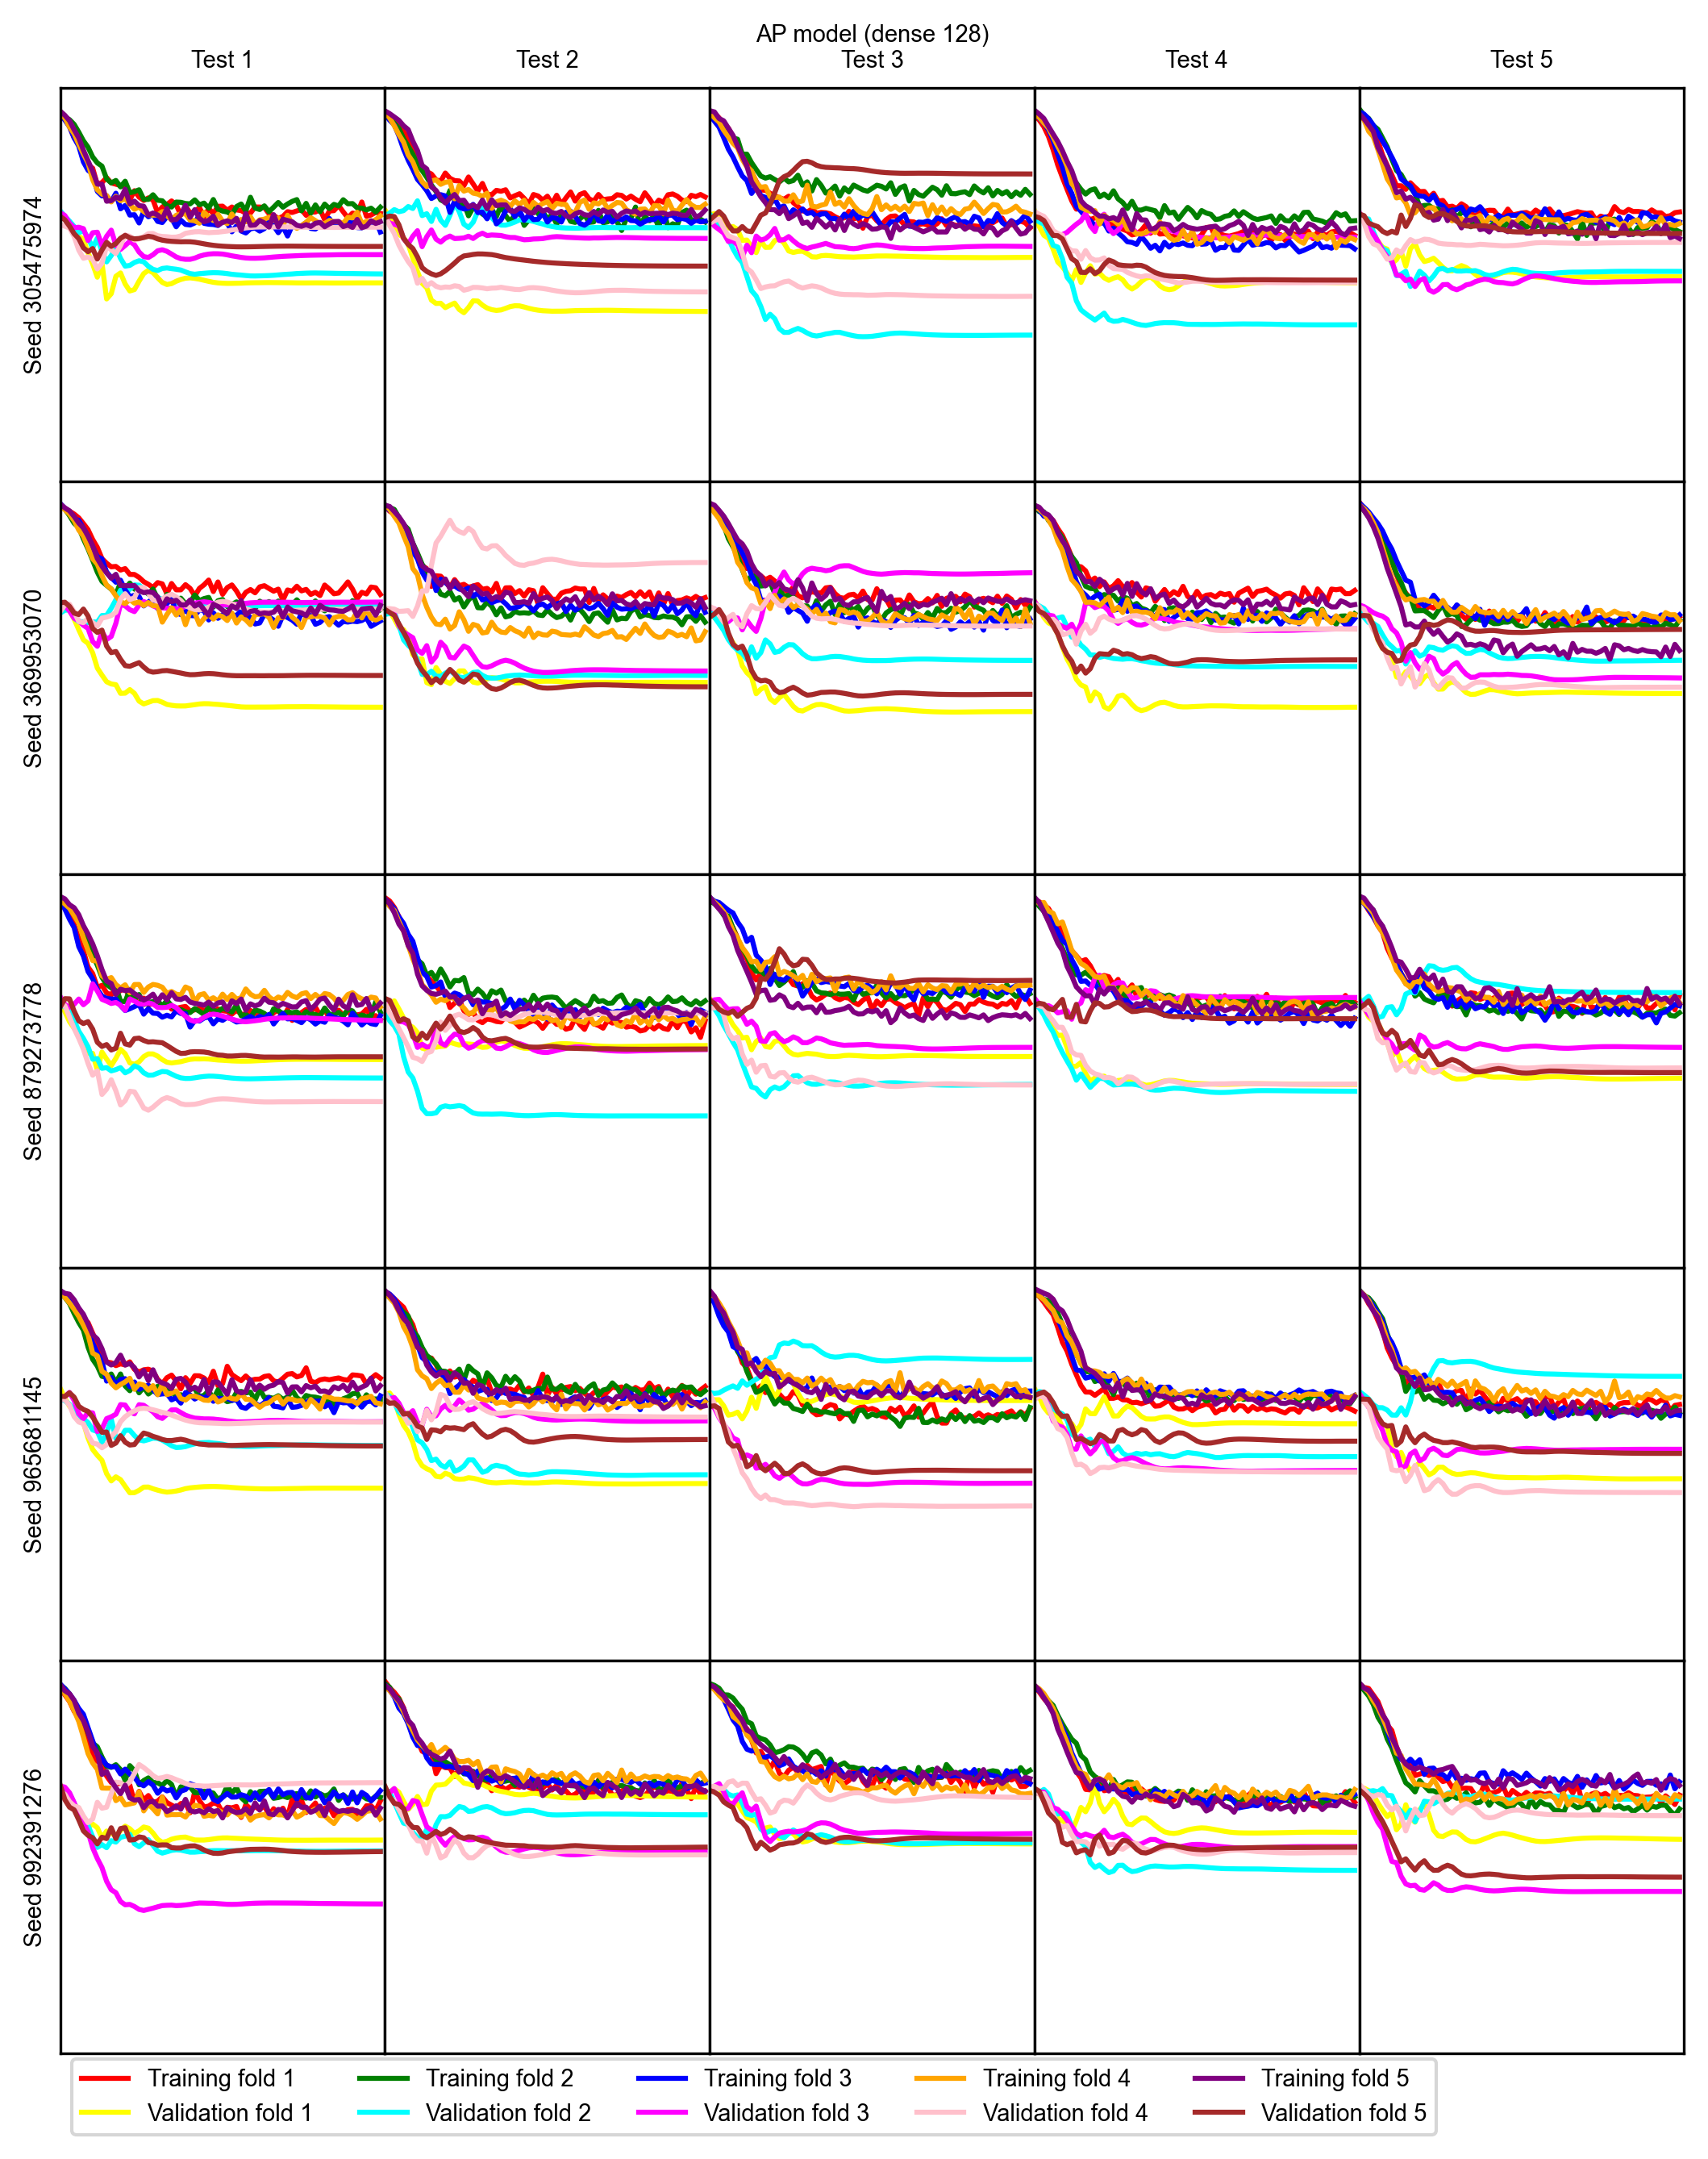 AP model (dense 128)
Test 1 Test 2 Test 3 Test 4 Test 5
Seed 3054775974
Seed 3699953070
Seed 879273778
Seed 965681145
Seed 992391276
Training fold 1 Training fold 2 Training fold 3 Training fold 4 Training fold 5
Validation fold 1 Validation fold 2 Validation fold 3 Validation fold 4 Validation fold 5